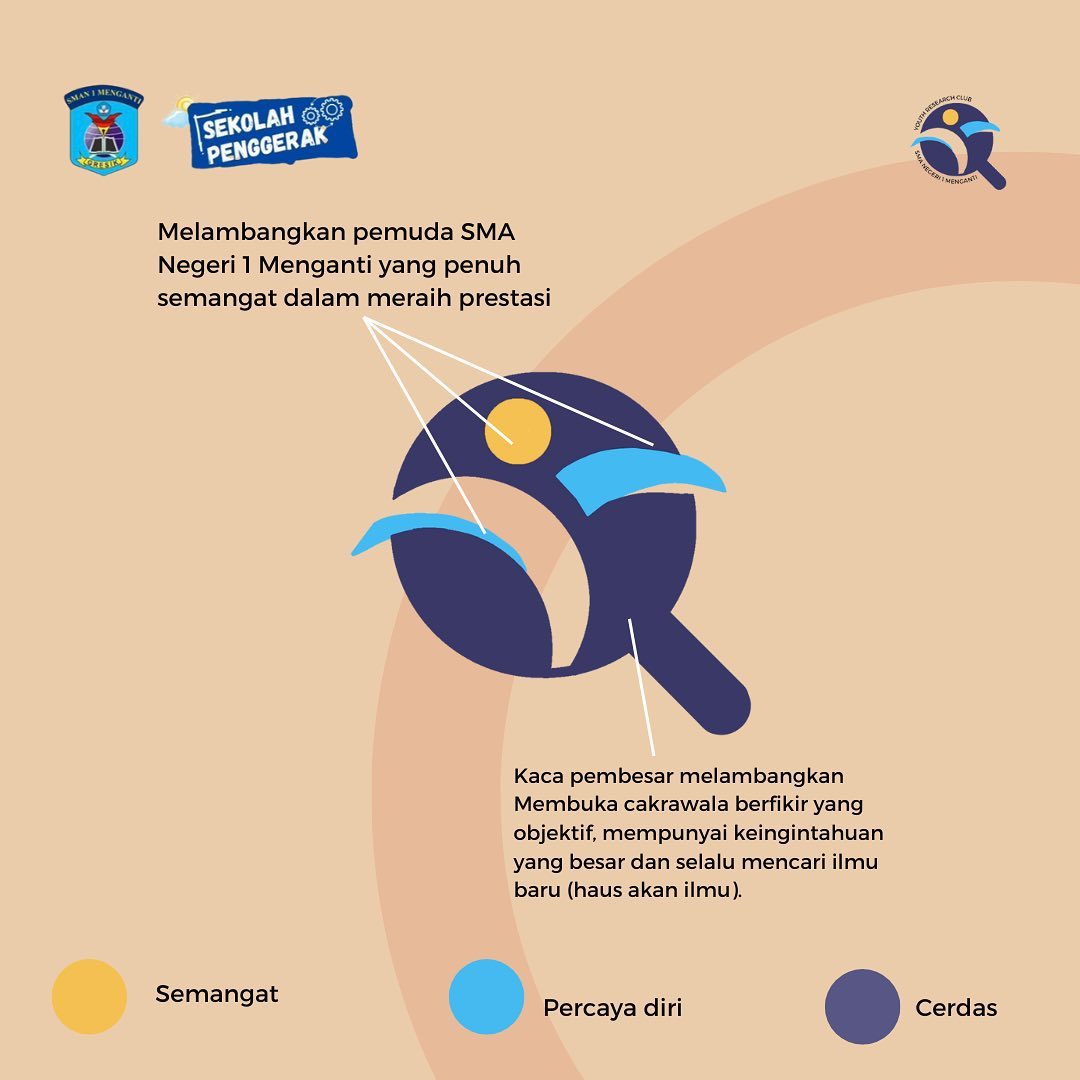 SMAN 1 MENGANTI
GRESIK
SEKOLAH
PENGGERAK
YOUTH RESEARCH CLUB
SMA NEGERI 1 MENGANTI
Melambangkan pemuda SMA
Negeri 1 Menganti yang penuh
semangat dalam meraih prestasi
Kaca pembesar melambangkan
Membuka cakrawala berfikir yang
objektif, mempunyai keingintahuan
yang besar dan selalu mencari ilmu
baru (haus akan ilmu).
Semangat
Percaya diri
Cerdas